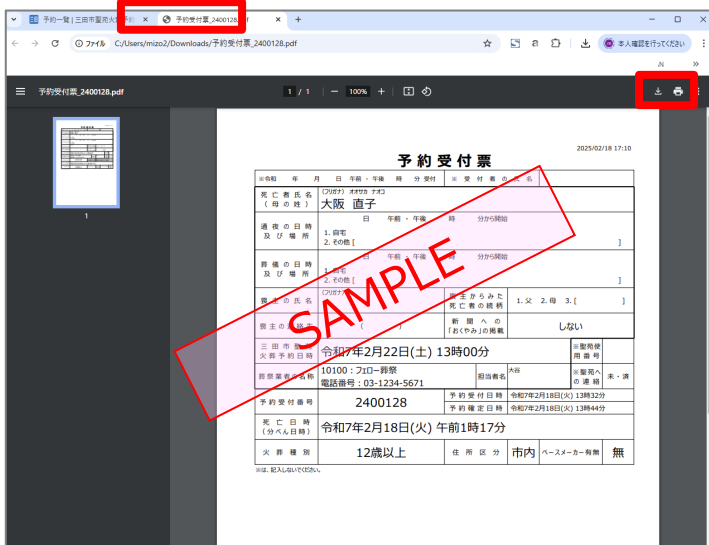 予約一覧 | 三田市聖苑火葬予約
予約受付票_2400128.pdf
ファイル C:/Users/mizo2/Downloads/予約受付票_2400128.pdf
本人確認を行ってください
予約受付票_2400128.pdf 1 / 1 100%
1
2025/02/18 17:10
予約受付票
※令和 年 月 日 午前・午後 時 分 受付 ※ 受 付 者 の 氏 名
死亡者氏名
(母の姓)
(フリガナ) オオサカ ナオコ
大阪 直子
通夜の日時
及び場所
日 午前 ・ 午後 時 分から開始
1. 自宅
2. その他 [ ]
葬儀の日時
及び場所
日 午前 ・ 午後 時 分から開始
1. 自宅
2. その他 [ ]
喪主の氏名
(フリガナ)
喪主からみた
死亡者の続柄
1. 父 2. 母 3. [ ]
喪主の連絡先
( )
新聞への
「おくやみ」の掲載
しない
三田市聖苑
火葬予約日時
令和7年2月22日(土) 13時00分
※聖苑使
用番号
葬祭業者の名称
10100：フェロー葬祭
電話番号：03-1234-5671
担当者名
大谷
※聖苑へ
の連絡
未・済
予約受付番号
2400128
予約受付日時 令和07年2月18日(火) 13時32分
予約確定日時 令和07年2月18日(火) 13時44分
死亡日時
(分べん日時)
令和07年2月18日(火) 午前1時17分
火葬種別
12歳以上
住所区分
市内
ペースメーカー有無
無
※は、記入しないでください。
SAMPLE